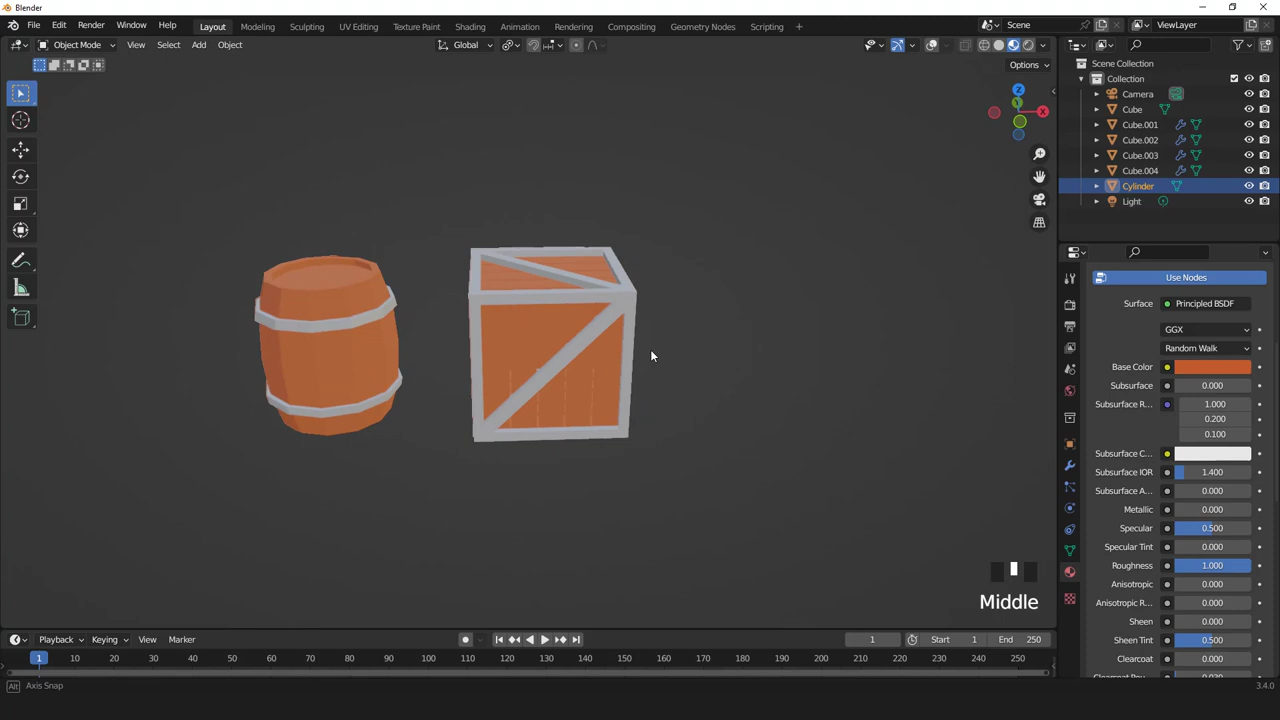 Blender
File Edit Render Window Help Layout Modeling Sculpting UV Editing Texture Paint Shading Animation Rendering Compositing Geometry Nodes Scripting + Scene ViewLayer
Object Mode View Select Add Object Global
Options
Z
Y
X
Scene Collection
Collection
Camera
Cube
Cube.001
Cube.002
Cube.003
Cube.004
Cylinder
Light
Use Nodes
Surface Principled BSDF
GGX
Random Walk
Base Color
Subsurface 0.000
Subsurface R... 1.000
0.200
0.100
Subsurface C...
Subsurface IOR 1.400
Subsurface A... 0.000
Metallic 0.000
Specular 0.500
Specular Tint 0.000
Roughness 1.000
Anisotropic 0.000
Anisotropic R... 0.000
Sheen 0.000
Sheen Tint 0.500
Clearcoat 0.000
Middle
Playback Keying View Marker 1 Start 1 End 250
1 10 20 30 40 50 60 70 80 90 100 110 120 130 140 150 160 170 180 190 200 210 220 230 240 250
Alt Axis Snap 3.4.0